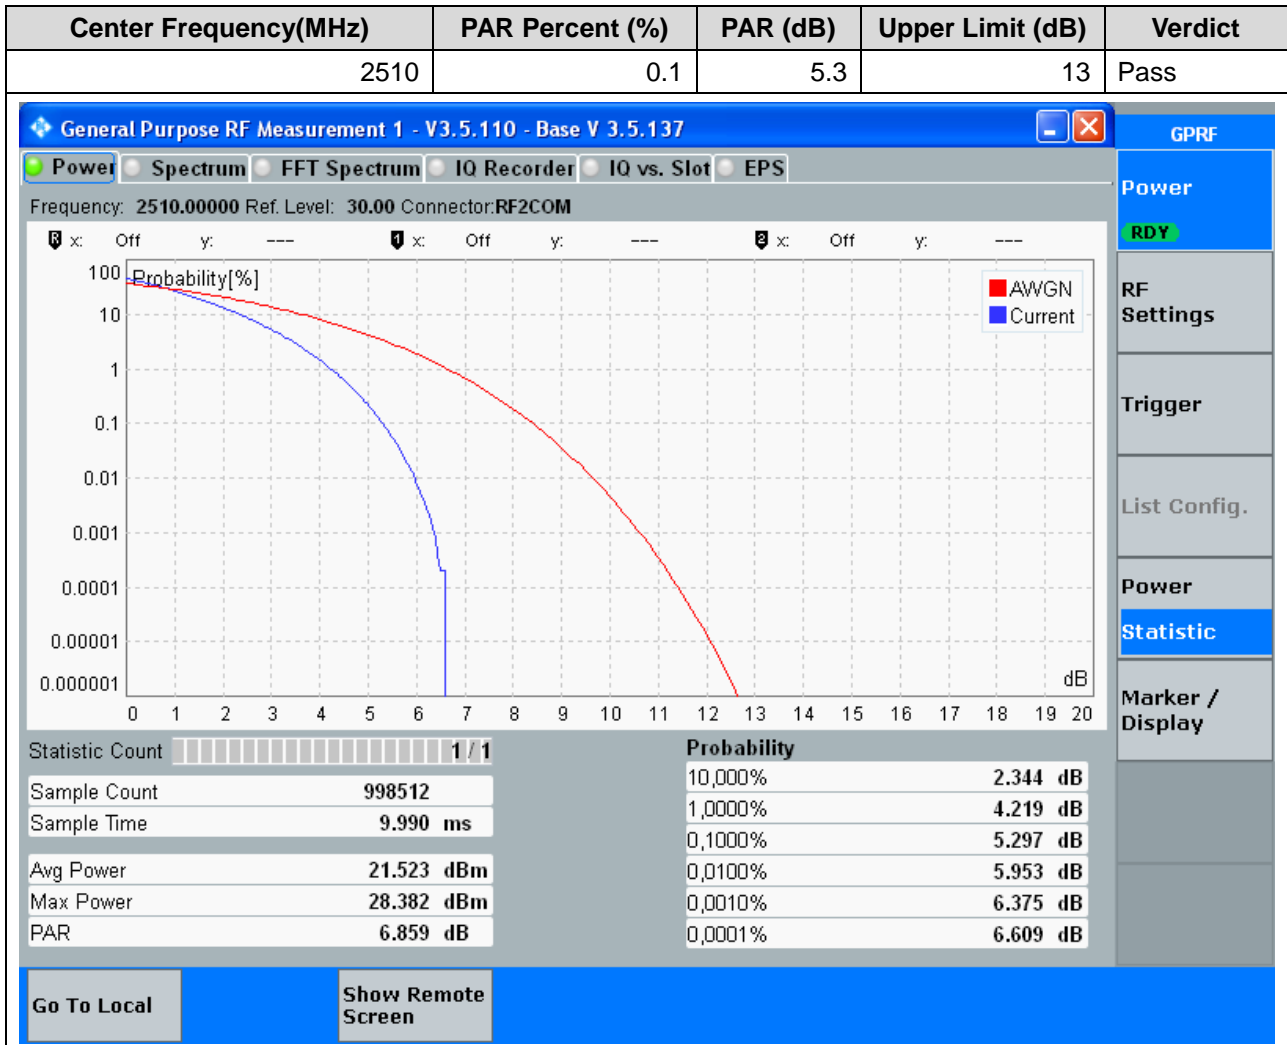 Center Frequency(MHz) PAR Percent (%) PAR (dB) Upper Limit (dB) Verdict
2510 0.1 5.3 13 Pass
General Purpose RF Measurement 1 - V3.5.110 - Base V 3.5.137
GPRF
Power Spectrum FFT Spectrum IQ Recorder IQ vs. Slot EPS
Frequency: 2510.00000 Ref. Level: 30.00 Connector:RF2COM
R x: Off y: --- 1 x: Off y: --- 2 x: Off y: ---
Probability[%]
AWGN
Current
100
10
1
0.1
0.01
0.001
0.0001
0.00001
0.000001
dB
0 1 2 3 4 5 6 7 8 9 10 11 12 13 14 15 16 17 18 19 20
Statistic Count 1 / 1
Sample Count 998512
Sample Time 9.990 ms
Avg Power 21.523 dBm
Max Power 28.382 dBm
PAR 6.859 dB
Probability
10,000% 2.344 dB
1,0000% 4.219 dB
0,1000% 5.297 dB
0,0100% 5.953 dB
0,0010% 6.375 dB
0,0001% 6.609 dB
Power
RDY
RF
Settings
Trigger
List Config.
Power
Statistic
Marker /
Display
Go To Local
Show Remote
Screen